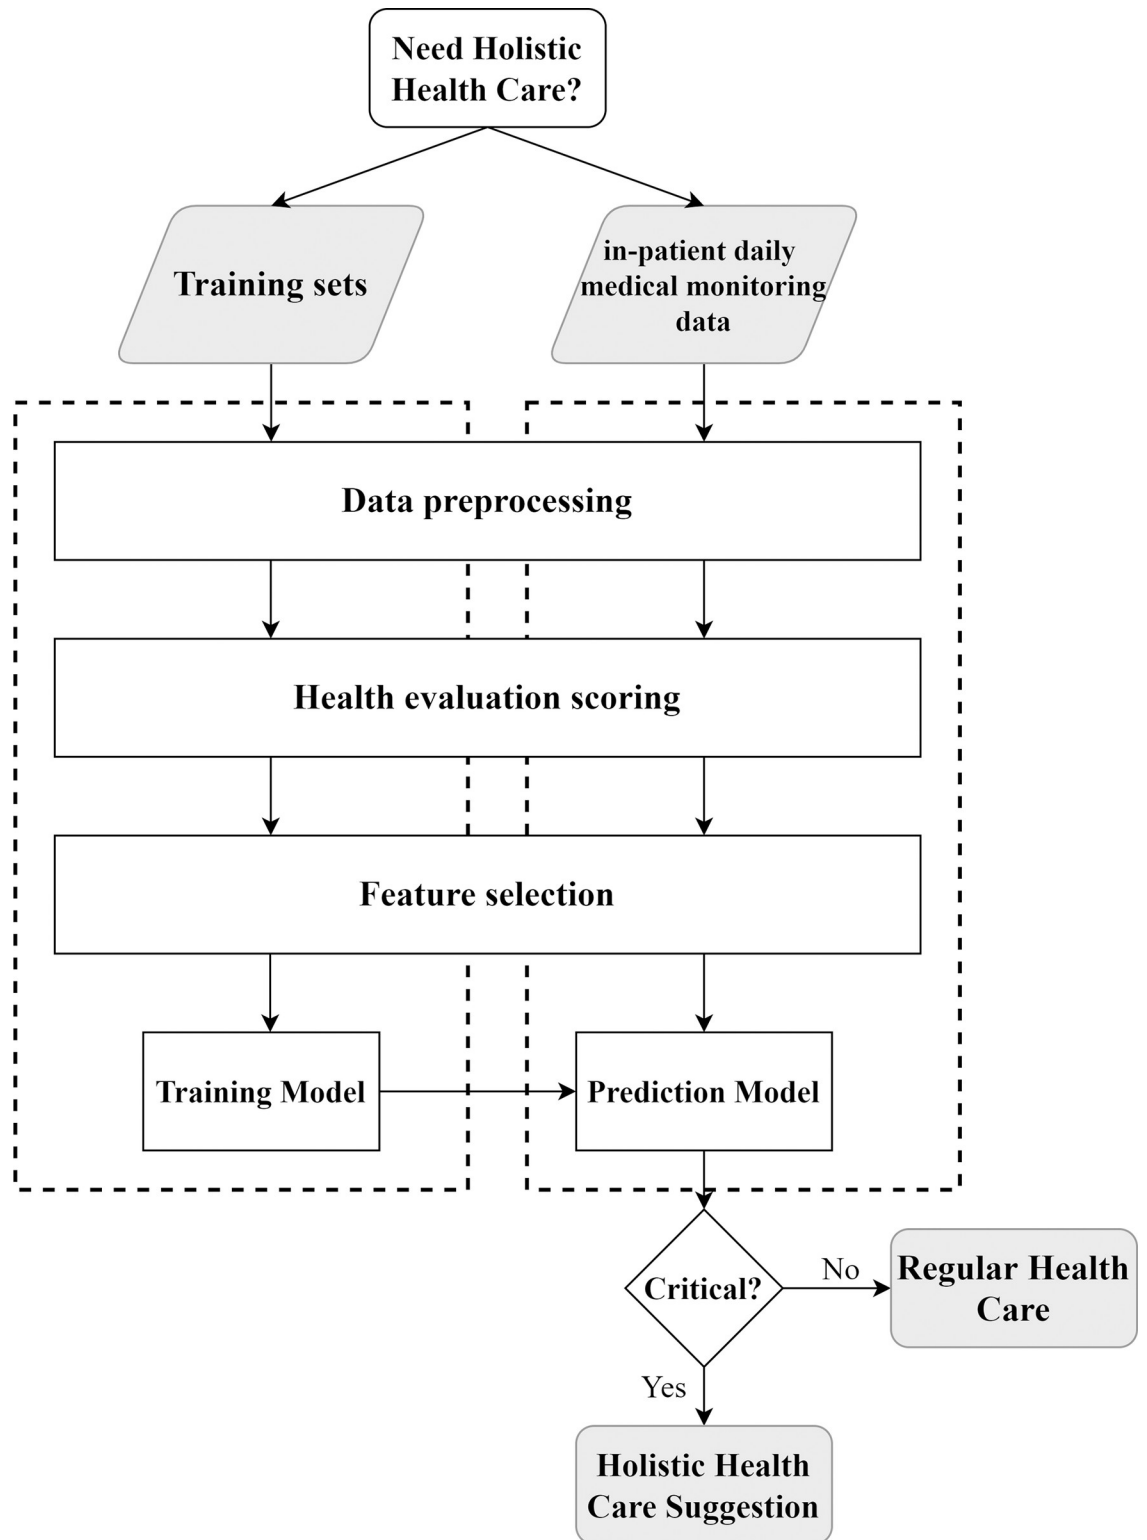 Need Holistic
Health Care?
Training sets
in-patient daily
medical monitoring
data
Data preprocessing
Health evaluation scoring
Feature selection
Training Model
Prediction Model
Critical?
No
Regular Health
Care
Yes
Holistic Health
Care Suggestion